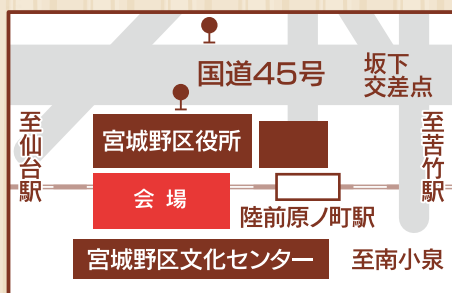 国道45号
坂下
交差点
至仙台駅
宮城野区役所
至苦竹駅
会場
陸前原ノ町駅
宮城野区文化センター
至南小泉